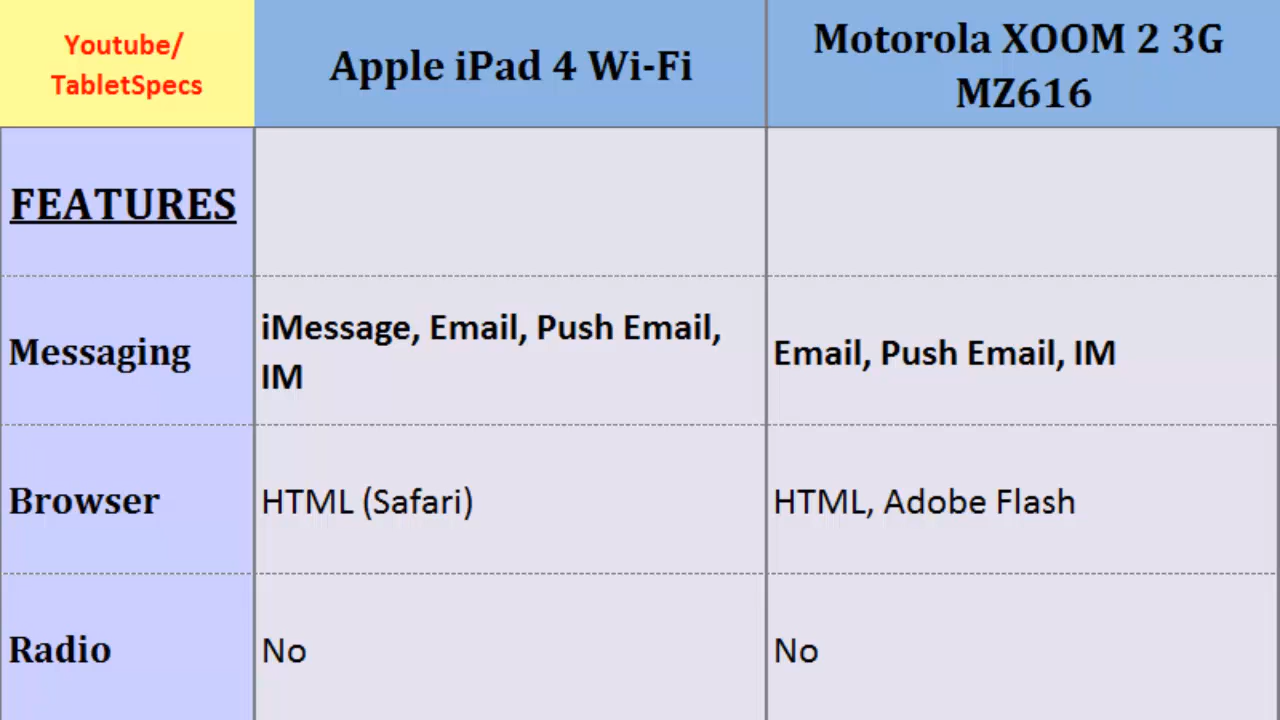 Youtube/
TabletSpecs
Apple iPad 4 Wi-Fi
Motorola XOOM 2 3G
MZ616
FEATURES
Messaging
iMessage, Email, Push Email,
IM
Email, Push Email, IM
Browser
HTML (Safari)
HTML, Adobe Flash
Radio
No
No